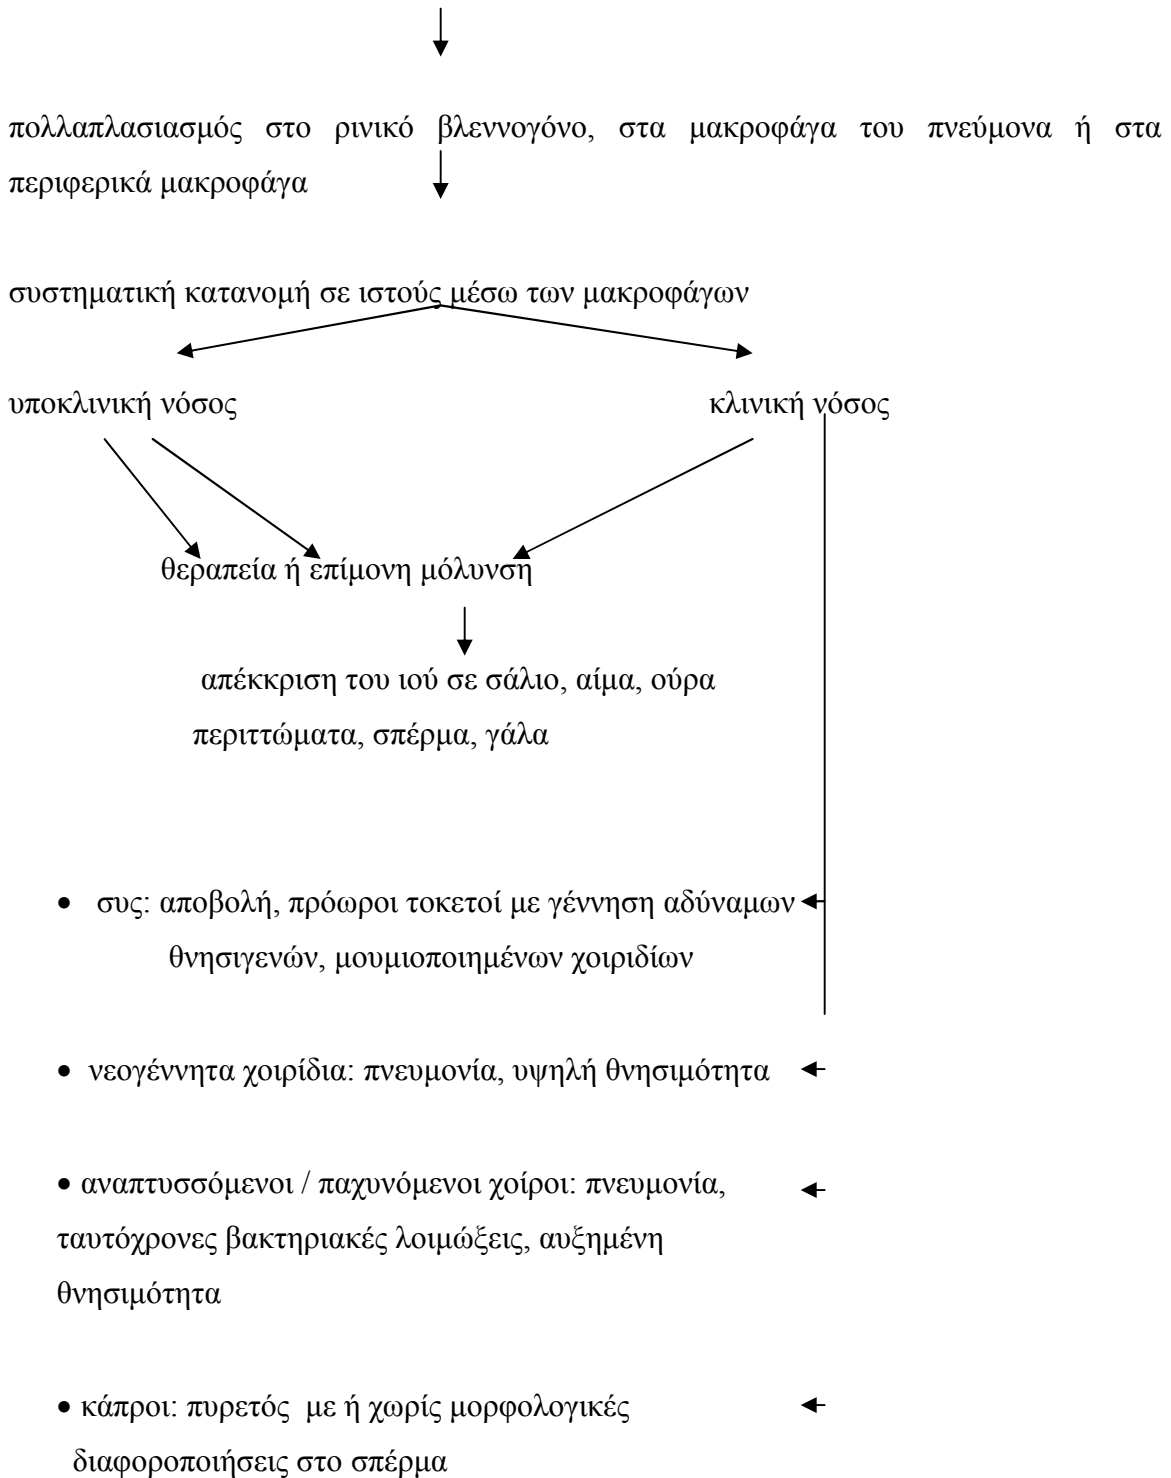 πολλαπλασιασμός στο ρινικό βλεννογόνο, στα μακροφάγα του πνεύμονα ή στα
περιφερικά μακροφάγα
συστηματική κατανομή σε ιστούς μέσω των μακροφάγων
υποκλινική νόσος κλινική νόσος
θεραπεία ή επίμονη μόλυνση
απέκκριση του ιού σε σάλιο, αίμα, ούρα
περιττώματα, σπέρμα, γάλα
• συς: αποβολή, πρόωροι τοκετοί με γέννηση αδύναμων
θνησιγενών, μουμιοποιημένων χοιριδίων
• νεογέννητα χοιρίδια: πνευμονία, υψηλή θνησιμότητα
• αναπτυσσόμενοι / παχυνόμενοι χοίροι: πνευμονία,
ταυτόχρονες βακτηριακές λοιμώξεις, αυξημένη
θνησιμότητα
• κάπροι: πυρετός με ή χωρίς μορφολογικές
διαφοροποιήσεις στο σπέρμα